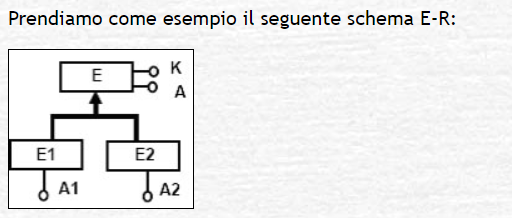 Prendiamo come esempio il seguente schema E-R:
E
K
A
E1
E2
A1
A2